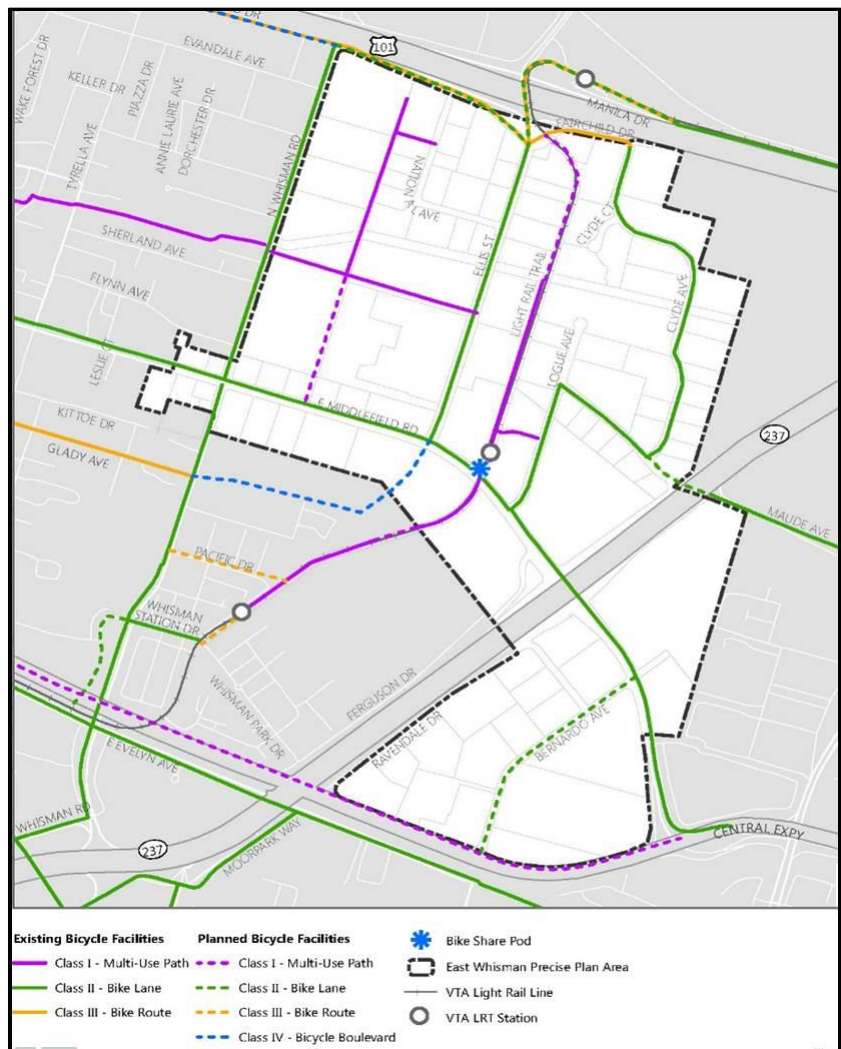 EVANDALE AVE
101
WAKE FOREST DR
KELLER DR
PIAZZA DR
MANILA DR
ANNIE LAURIE AVE
DORCHESTER DR
FAIRCHILD DR
TYRELLA AVE
N WHISMAN RD
NATIONAL AVE
CLYDE CT
SHERLAND AVE
ELLIS ST
LIGHT RAIL TRAIL
FLYNN AVE
CLYDE AVE
LESLIE CT
LOGUE AVE
E MIDDLEFIELD RD
KITTOE DR
237
GLADY AVE
MAUDE AVE
PACIFIC DR
WHISMAN
STATION DR
WHISMAN PARK DR
FERGUSON DR
RAVENDALE DR
BERNARDO AVE
E EVELYN AVE
WHISMAN RD
237
MOORPARK WAY
CENTRAL EXPY
Existing Bicycle Facilities
Class I - Multi-Use Path
Class II - Bike Lane
Class III - Bike Route
Planned Bicycle Facilities
Class I - Multi-Use Path
Class II - Bike Lane
Class III - Bike Route
Class IV - Bicycle Boulevard
Bike Share Pod
East Whisman Precise Plan Area
VTA Light Rail Line
VTA LRT Station